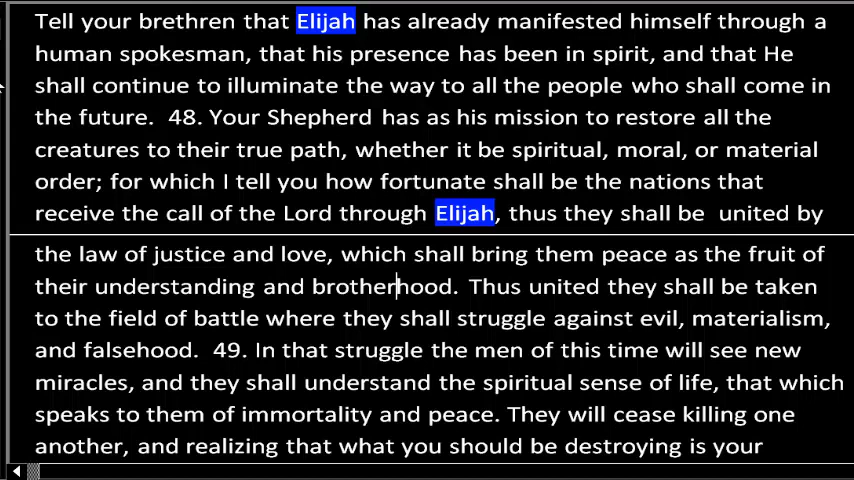 Tell your brethren that Elijah has already manifested himself through a
human spokesman, that his presence has been in spirit, and that He
shall continue to illuminate the way to all the people who shall come in
the future.  48. Your Shepherd has as his mission to restore all the
creatures to their true path, whether it be spiritual, moral, or material
order; for which I tell you how fortunate shall be the nations that
receive the call of the Lord through Elijah, thus they shall be  united by
the law of justice and love, which shall bring them peace as the fruit of
their understanding and brotherhood.  Thus united they shall be taken
to the field of battle where they shall struggle against evil, materialism,
and falsehood.  49. In that struggle the men of this time will see new
miracles, and they shall understand the spiritual sense of life, that which
speaks to them of immortality and peace. They will cease killing one
another, and realizing that what you should be destroying is your